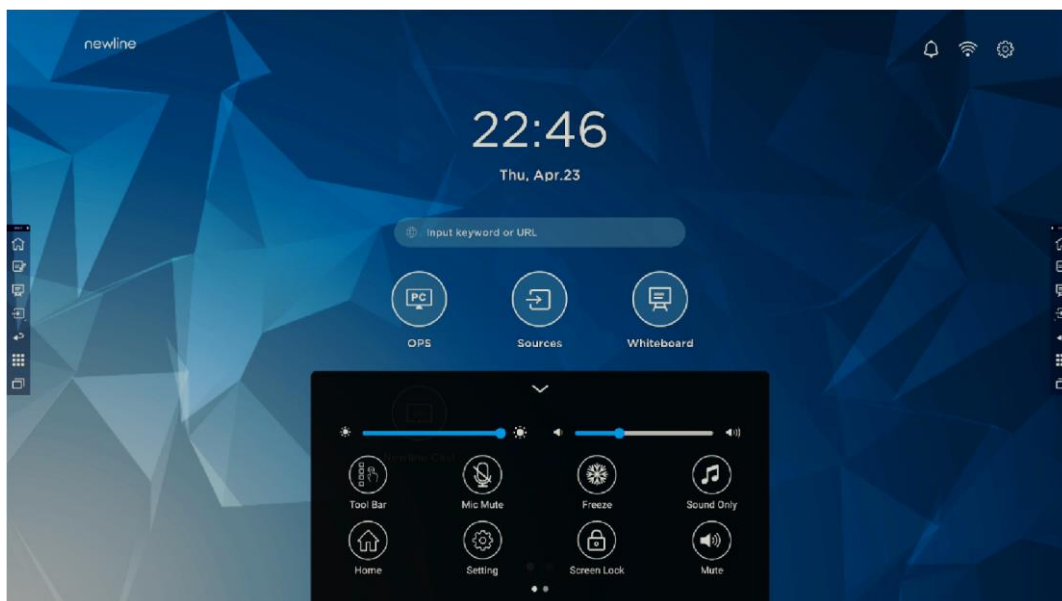 newline
22:46
Thu, Apr.23
Input keyword or URL
PC
OPS
Sources
Whiteboard
Tool Bar
Mic Mute
Freeze
Sound Only
Home
Setting
Screen Lock
Mute